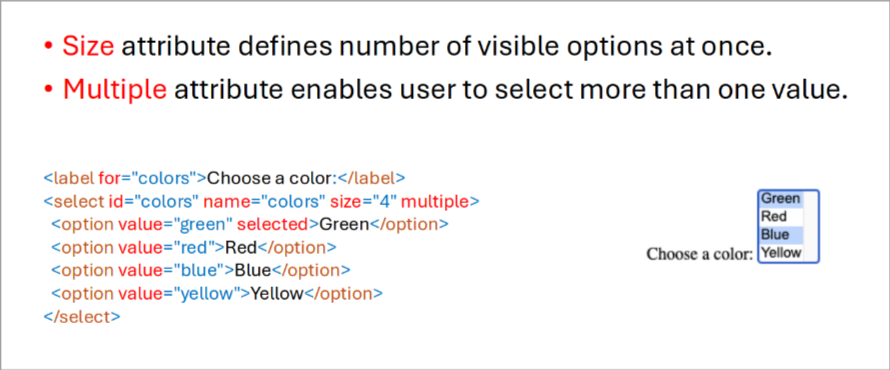 • Size attribute defines number of visible options at once.
• Multiple attribute enables user to select more than one value.
<label for="colors">Choose a color:</label>
<select id="colors" name="colors" size="4" multiple>
<option value="green" selected>Green</option>
<option value="red">Red</option>
<option value="blue">Blue</option>
<option value="yellow">Yellow</option>
</select>
Green
Red
Blue
Choose a color: Yellow